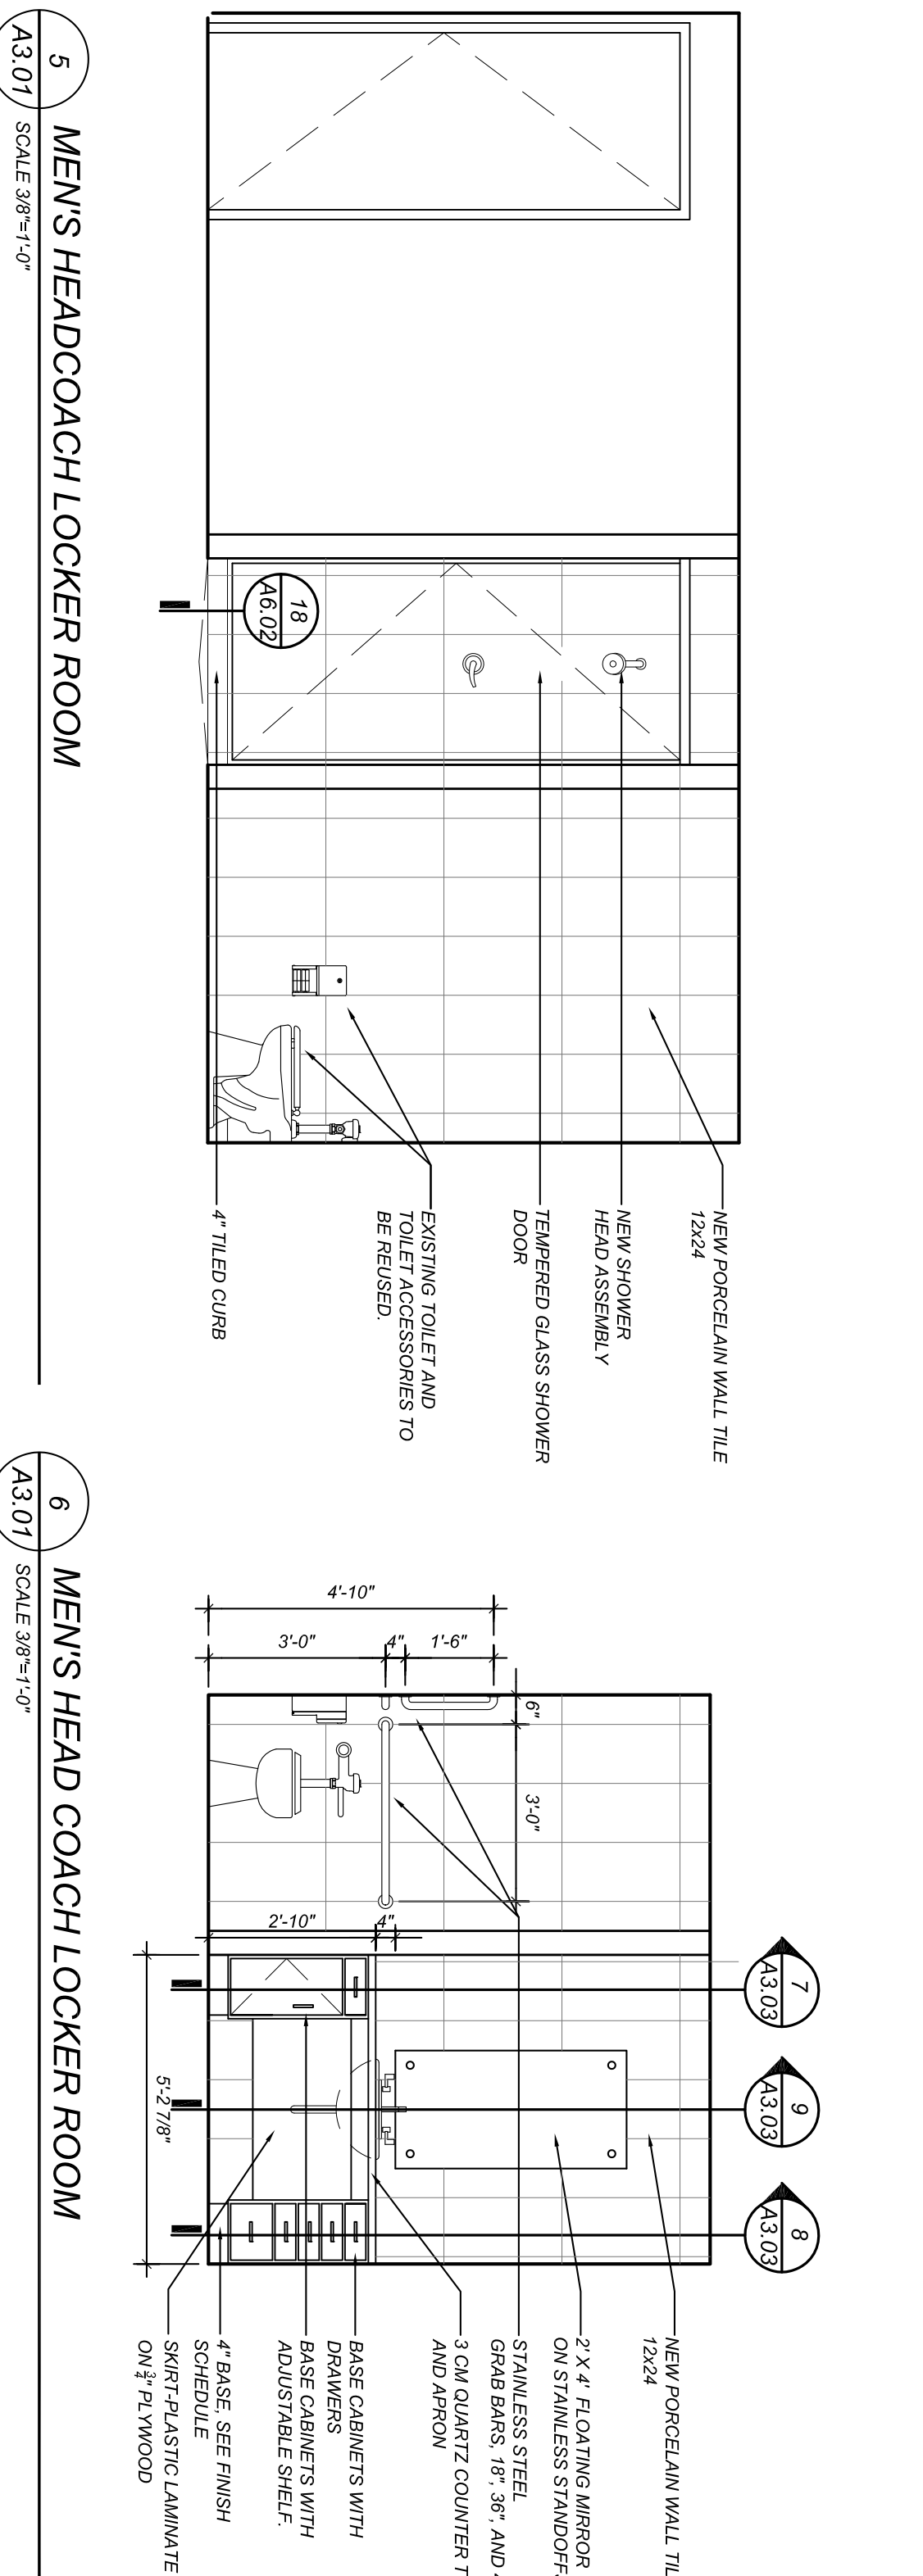 NEW PORCELAIN WALL TILE
12x24
NEW SHOWER
HEAD ASSEMBLY
TEMPERED GLASS SHOWER
DOOR
EXISTING TOILET AND
TOILET ACCESSORIES TO
BE REUSED.
4" TILED CURB
18
A6.02
5
A3.01
MEN'S HEADCOACH LOCKER ROOM
SCALE 3/8"=1'-0"
7
A3.03
9
A3.03
8
A3.03
4'-10"
3'-0"
4"
1'-6"
6"
3'-0"
2'-10"
4"
5'-2 7/8"
NEW PORCELAIN WALL TIL
12x24
2' X 4' FLOATING MIRROR
ON STAINLESS STANDOFF
STAINLESS STEEL
GRAB BARS, 18", 36", AND
3 CM QUARTZ COUNTER T
AND APRON
BASE CABINETS WITH
DRAWERS
BASE CABINETS WITH
ADJUSTABLE SHELF.
4" BASE, SEE FINISH
SCHEDULE
SKIRT-PLASTIC LAMINATE
ON 3/4" PLYWOOD
6
A3.01
MEN'S HEAD COACH LOCKER ROOM
SCALE 3/8"=1'-0"